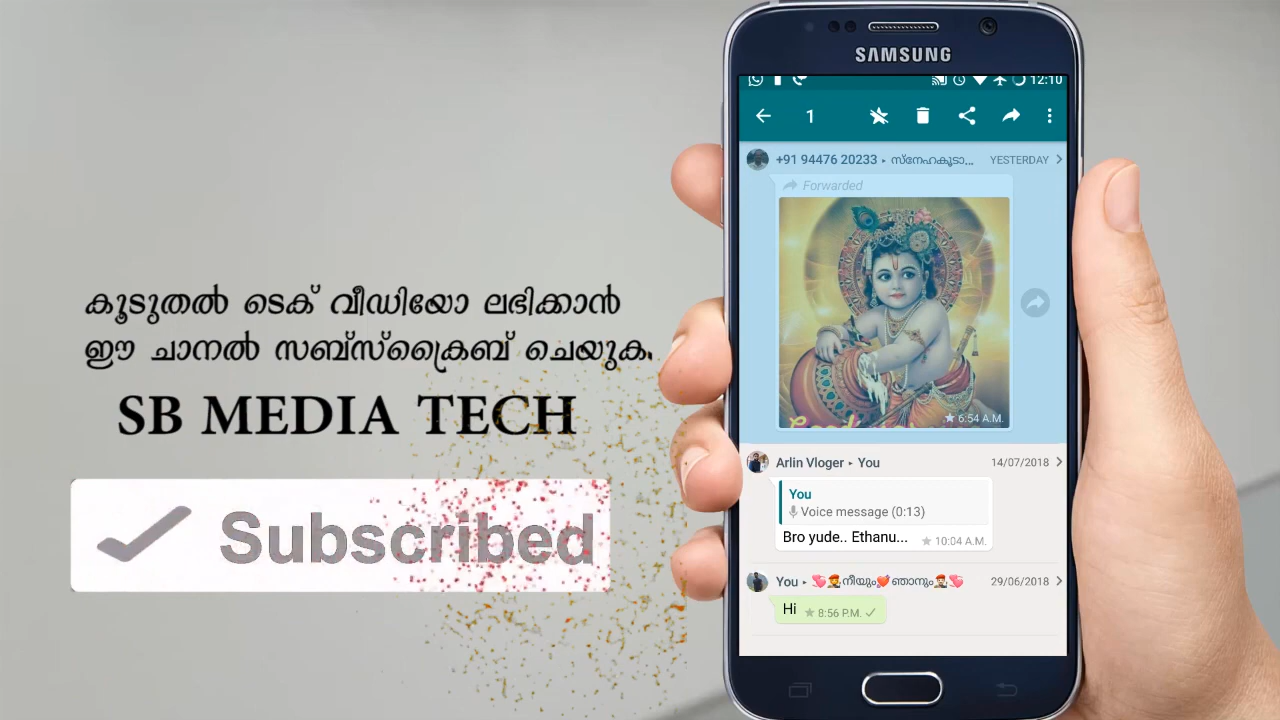 കൂടുതൽ ടെക് വീഡിയോ ലഭിക്കാൻ
ഈ ചാനൽ സബ്സ്ക്രൈബ് ചെയുക.
SB MEDIA TECH
Subscribed
SAMSUNG
12:10
1
+91 94476 20233 ▸ സ്നേഹകൂടാ... YESTERDAY
Forwarded
6:54 A.M.
Arlin Vloger ▸ You 14/07/2018
You
Voice message (0:13)
Bro yude.. Ethanu... 10:04 A.M.
You ▸ 💘💂നീയും❤️ഞാനും💂💘 29/06/2018
Hi 8:56 P.M.